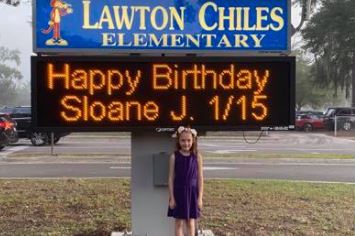 LAWTON CHILES
ELEMENTARY
Happy Birthday
Sloane J. 1/15